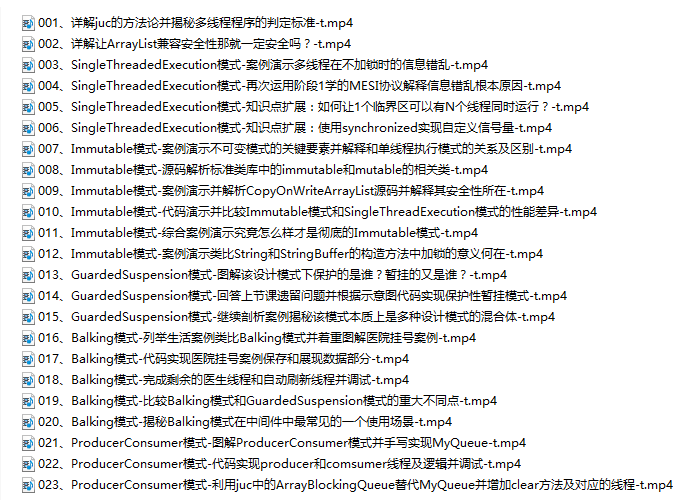 001、详解juc的方法论并揭秘多线程程序的判定标准-t.mp4
002、详解让ArrayList兼容安全性那就一定安全吗？-t.mp4
003、SingleThreadedExecution模式-案例演示多线程在不加锁时的信息错乱-t.mp4
004、SingleThreadedExecution模式-再次运用阶段1学的MESI协议解释信息错乱根本原因-t.mp4
005、SingleThreadedExecution模式-知识点扩展：如何让1个临界区可以有N个线程同时运行？-t.mp4
006、SingleThreadedExecution模式-知识点扩展：使用synchronized实现自定义信号量-t.mp4
007、Immutable模式-案例演示不可变模式的关键要素并解释和单线程执行模式的关系及区别-t.mp4
008、Immutable模式-源码解析标准类库中的immutable和mutable的相关类-t.mp4
009、Immutable模式-案例演示并解析CopyOnWriteArrayList源码并解释其安全性所在-t.mp4
010、Immutable模式-代码演示并比较Immutable模式和SingleThreadExecution模式的性能差异-t.mp4
011、Immutable模式-综合案例演示究竟怎么样才是彻底的Immutable模式-t.mp4
012、Immutable模式-案例演示类比String和StringBuffer的构造方法中加锁的意义何在-t.mp4
013、GuardedSuspension模式-图解该设计模式下保护的是谁？暂挂的又是谁？-t.mp4
014、GuardedSuspension模式-回答上节课遗留问题并根据示意图代码实现保护性暂挂模式-t.mp4
015、GuardedSuspension模式-继续剖析案例揭秘该模式本质上是多种设计模式的混合体-t.mp4
016、Balking模式-列举生活案例类比Balking模式并着重图解医院挂号案例-t.mp4
017、Balking模式-代码实现医院挂号案例保存和展现数据部分-t.mp4
018、Balking模式-完成剩余的医生线程和自动刷新线程并调试-t.mp4
019、Balking模式-比较Balking模式和GuardedSuspension模式的重大不同点-t.mp4
020、Balking模式-揭秘Balking模式在中间件中最常见的一个使用场景-t.mp4
021、ProducerConsumer模式-图解ProducerConsumer模式并手写实现MyQueue-t.mp4
022、ProducerConsumer模式-代码实现producer和comsumer线程及逻辑并调试-t.mp4
023、ProducerConsumer模式-利用juc中的ArrayBlockingQueue替代MyQueue并增加clear方法及对应的线程-t.mp4